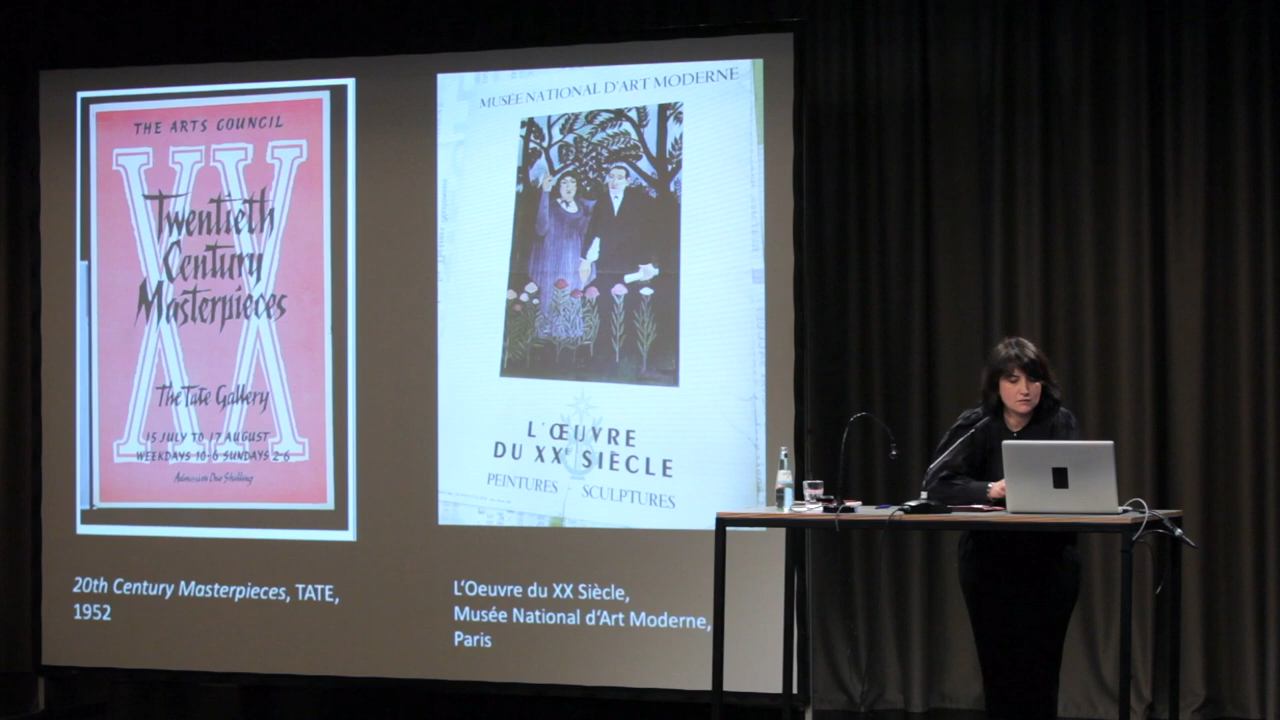 THE ARTS COUNCIL
XX
Twentieth
Century
Masterpieces
The Tate Gallery
15 JULY TO 17 AUGUST
WEEKDAYS 10-6 SUNDAYS 2-6
Admission One Shilling
20th Century Masterpieces, TATE,
1952
MUSÉE NATIONAL D'ART MODERNE
L'ŒUVRE
DU XXe SIÈCLE
PEINTURES - SCULPTURES
L'Oeuvre du XX Siècle,
Musée National d'Art Moderne,
Paris